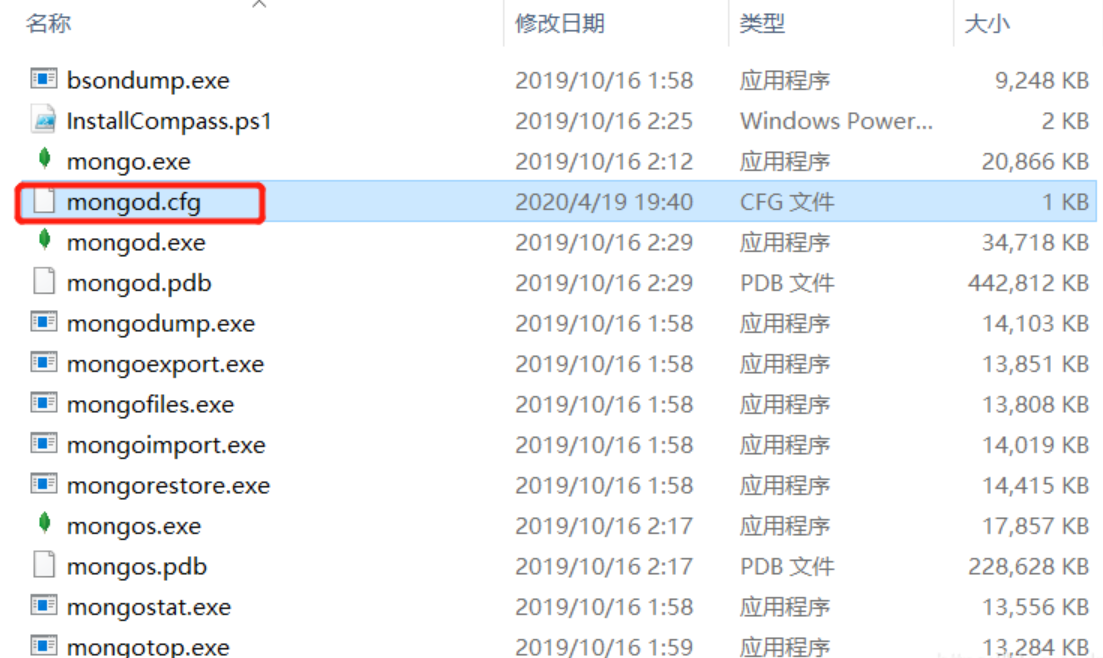 名称 修改日期 类型 大小
bsondump.exe 2019/10/16 1:58 应用程序 9,248 KB
InstallCompass.ps1 2019/10/16 2:25 Windows Power... 2 KB
mongo.exe 2019/10/16 2:12 应用程序 20,866 KB
mongod.cfg 2020/4/19 19:40 CFG 文件 1 KB
mongod.exe 2019/10/16 2:29 应用程序 34,718 KB
mongod.pdb 2019/10/16 2:29 PDB 文件 442,812 KB
mongodump.exe 2019/10/16 1:58 应用程序 14,103 KB
mongoexport.exe 2019/10/16 1:58 应用程序 13,851 KB
mongofiles.exe 2019/10/16 1:58 应用程序 13,808 KB
mongoimport.exe 2019/10/16 1:58 应用程序 14,019 KB
mongorestore.exe 2019/10/16 1:58 应用程序 14,415 KB
mongos.exe 2019/10/16 2:17 应用程序 17,857 KB
mongos.pdb 2019/10/16 2:17 PDB 文件 228,628 KB
mongostat.exe 2019/10/16 1:58 应用程序 13,556 KB
mongotop.exe 2019/10/16 1:59 应用程序 13,284 KB